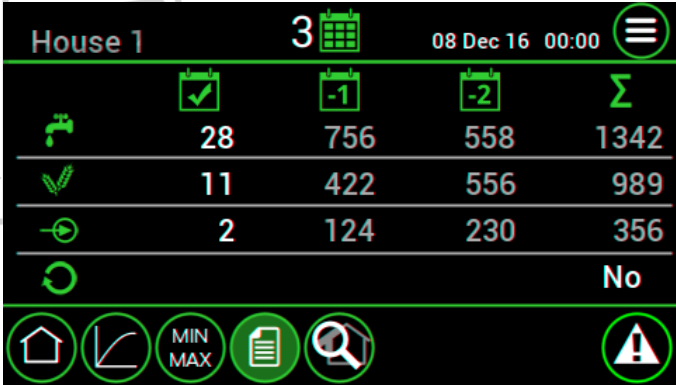 House 1 3 08 Dec 16 00:00
-1 -2 Σ
28 756 558 1342
11 422 556 989
2 124 230 356
No
MIN
MAX